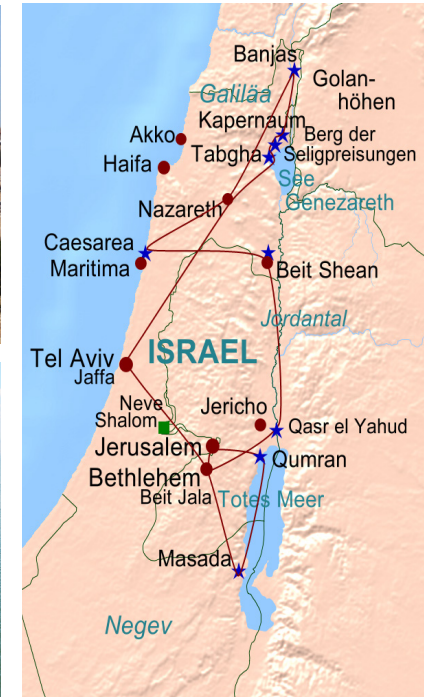 Banjas
Golan-
höhen
Galiläa
Kapernaum
Akko
Berg der
Tabgha
Seligpreisungen
Haifa
See
Genezareth
Nazareth
Caesarea
Maritima
Beit Shean
Jordantal
ISRAEL
Tel Aviv
Jaffa
Neve
Shalom
Jericho
Qasr el Yahud
Jerusalem
Qumran
Bethlehem
Beit Jala
Totes Meer
Masada
Negev